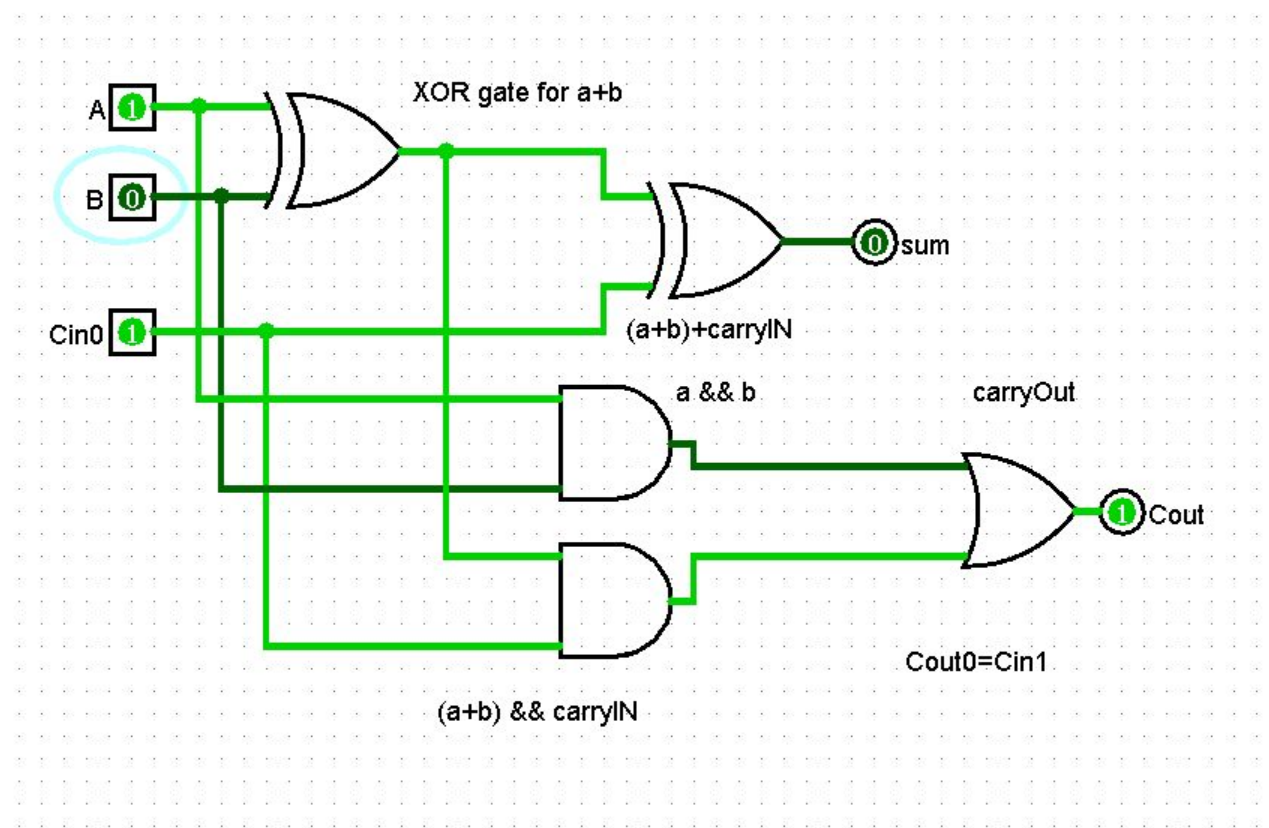 XOR gate for a+b
A 1
B 0
0 sum
Cin0 1
(a+b)+carryIN
a && b
carryOut
1 Cout
Cout0=Cin1
(a+b) && carryIN